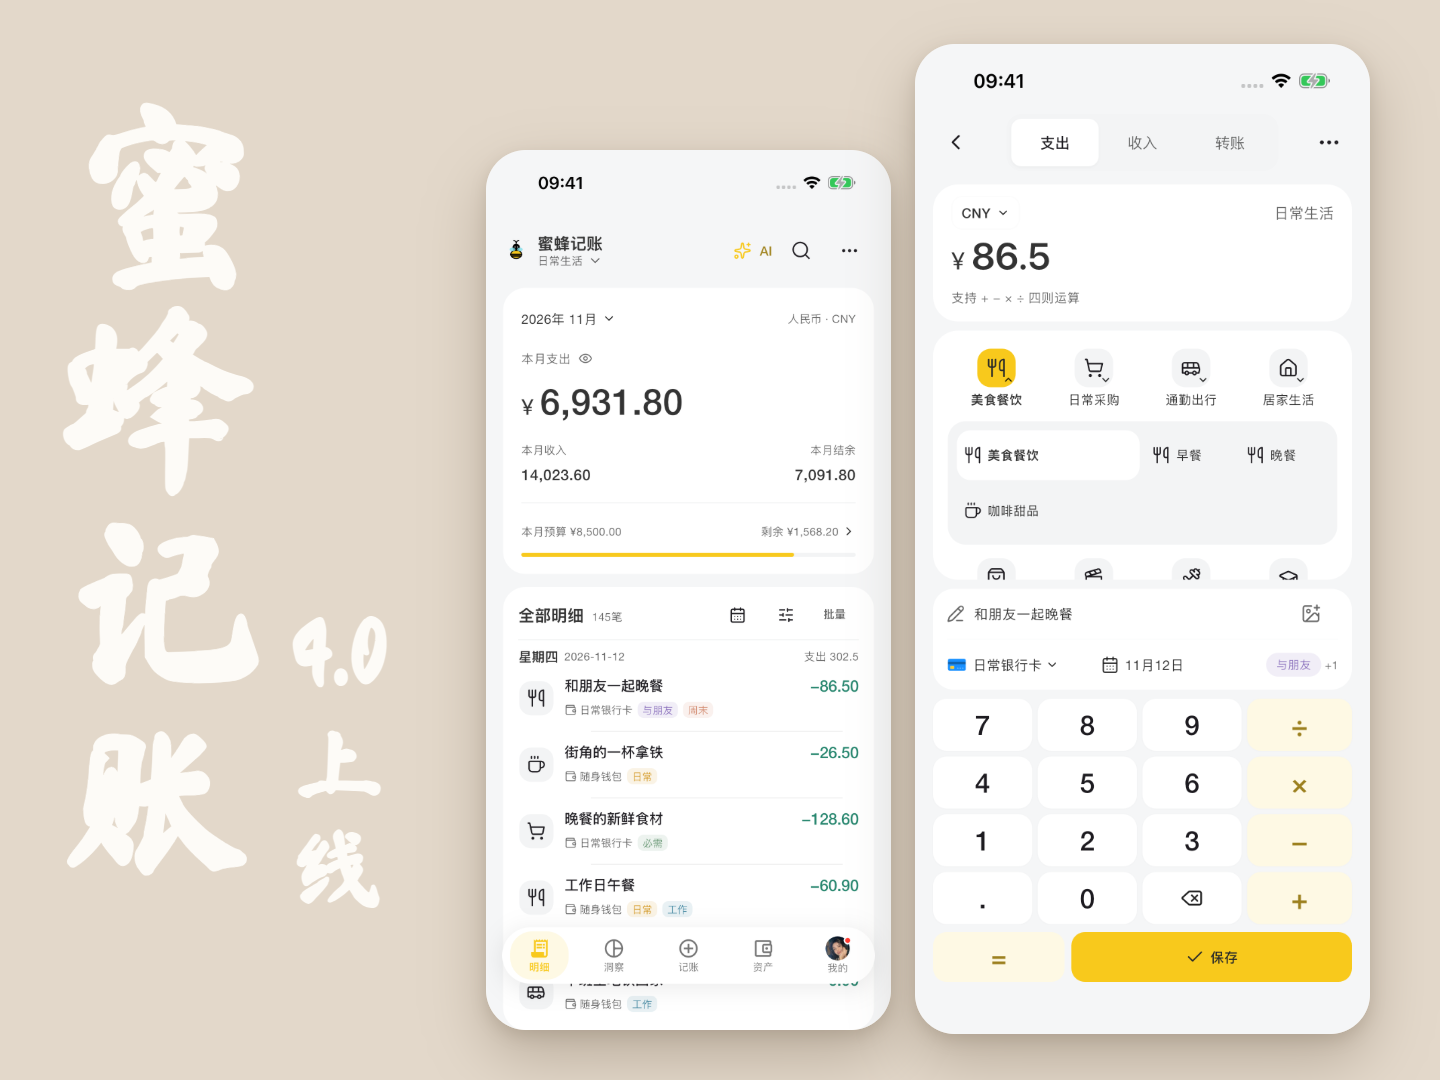 蜜蜂记账
4.0
上线
09:41
蜜蜂记账
日常生活
AI
2026年 11月
人民币 · CNY
本月支出
¥ 6,931.80
本月收入
本月结余
14,023.60
7,091.80
本月预算 ¥8,500.00
剩余 ¥1,568.20
全部明细 145笔
批量
星期四 2026-11-12
支出 302.5
和朋友一起晚餐
−86.50
日常银行卡 与朋友 周末
街角的一杯拿铁
−26.50
随身钱包 日常
晚餐的新鲜食材
−128.60
日常银行卡 必需
工作日午餐
−60.90
随身钱包 日常 工作
明细
洞察
记账
资产
我的
随身钱包 工作
09:41
支出
收入
转账
CNY
日常生活
¥ 86.5
支持 + − × ÷ 四则运算
美食餐饮
日常采购
通勤出行
居家生活
美食餐饮
早餐
晚餐
咖啡甜品
和朋友一起晚餐
日常银行卡
11月12日
与朋友 +1
7 8 9 ÷
4 5 6 ×
1 2 3 −
. 0 +
= 保存